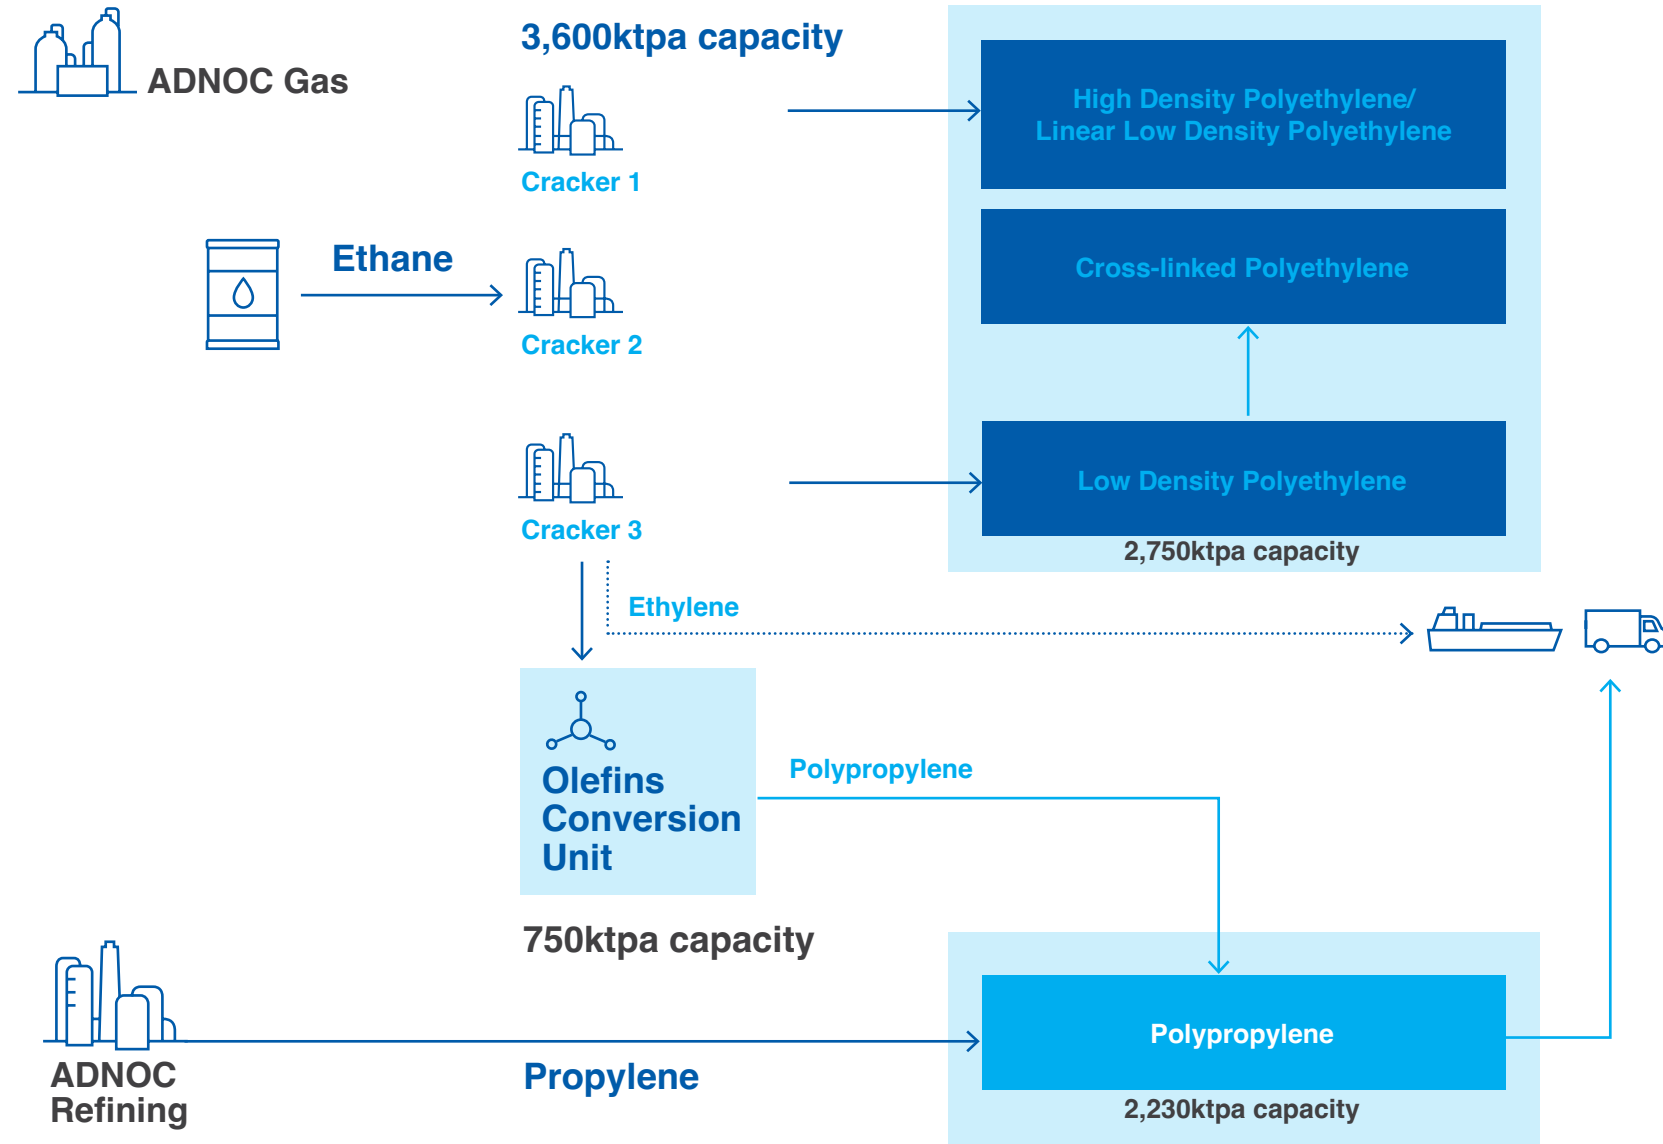 ADNOC Gas
3,600ktpa capacity
Cracker 1
High Density Polyethylene/
Linear Low Density Polyethylene
Ethane
Cracker 2
Cross-linked Polyethylene
Cracker 3
Low Density Polyethylene
2,750ktpa capacity
Ethylene
Olefins
Conversion
Unit
Polypropylene
750ktpa capacity
ADNOC
Refining
Propylene
Polypropylene
2,230ktpa capacity